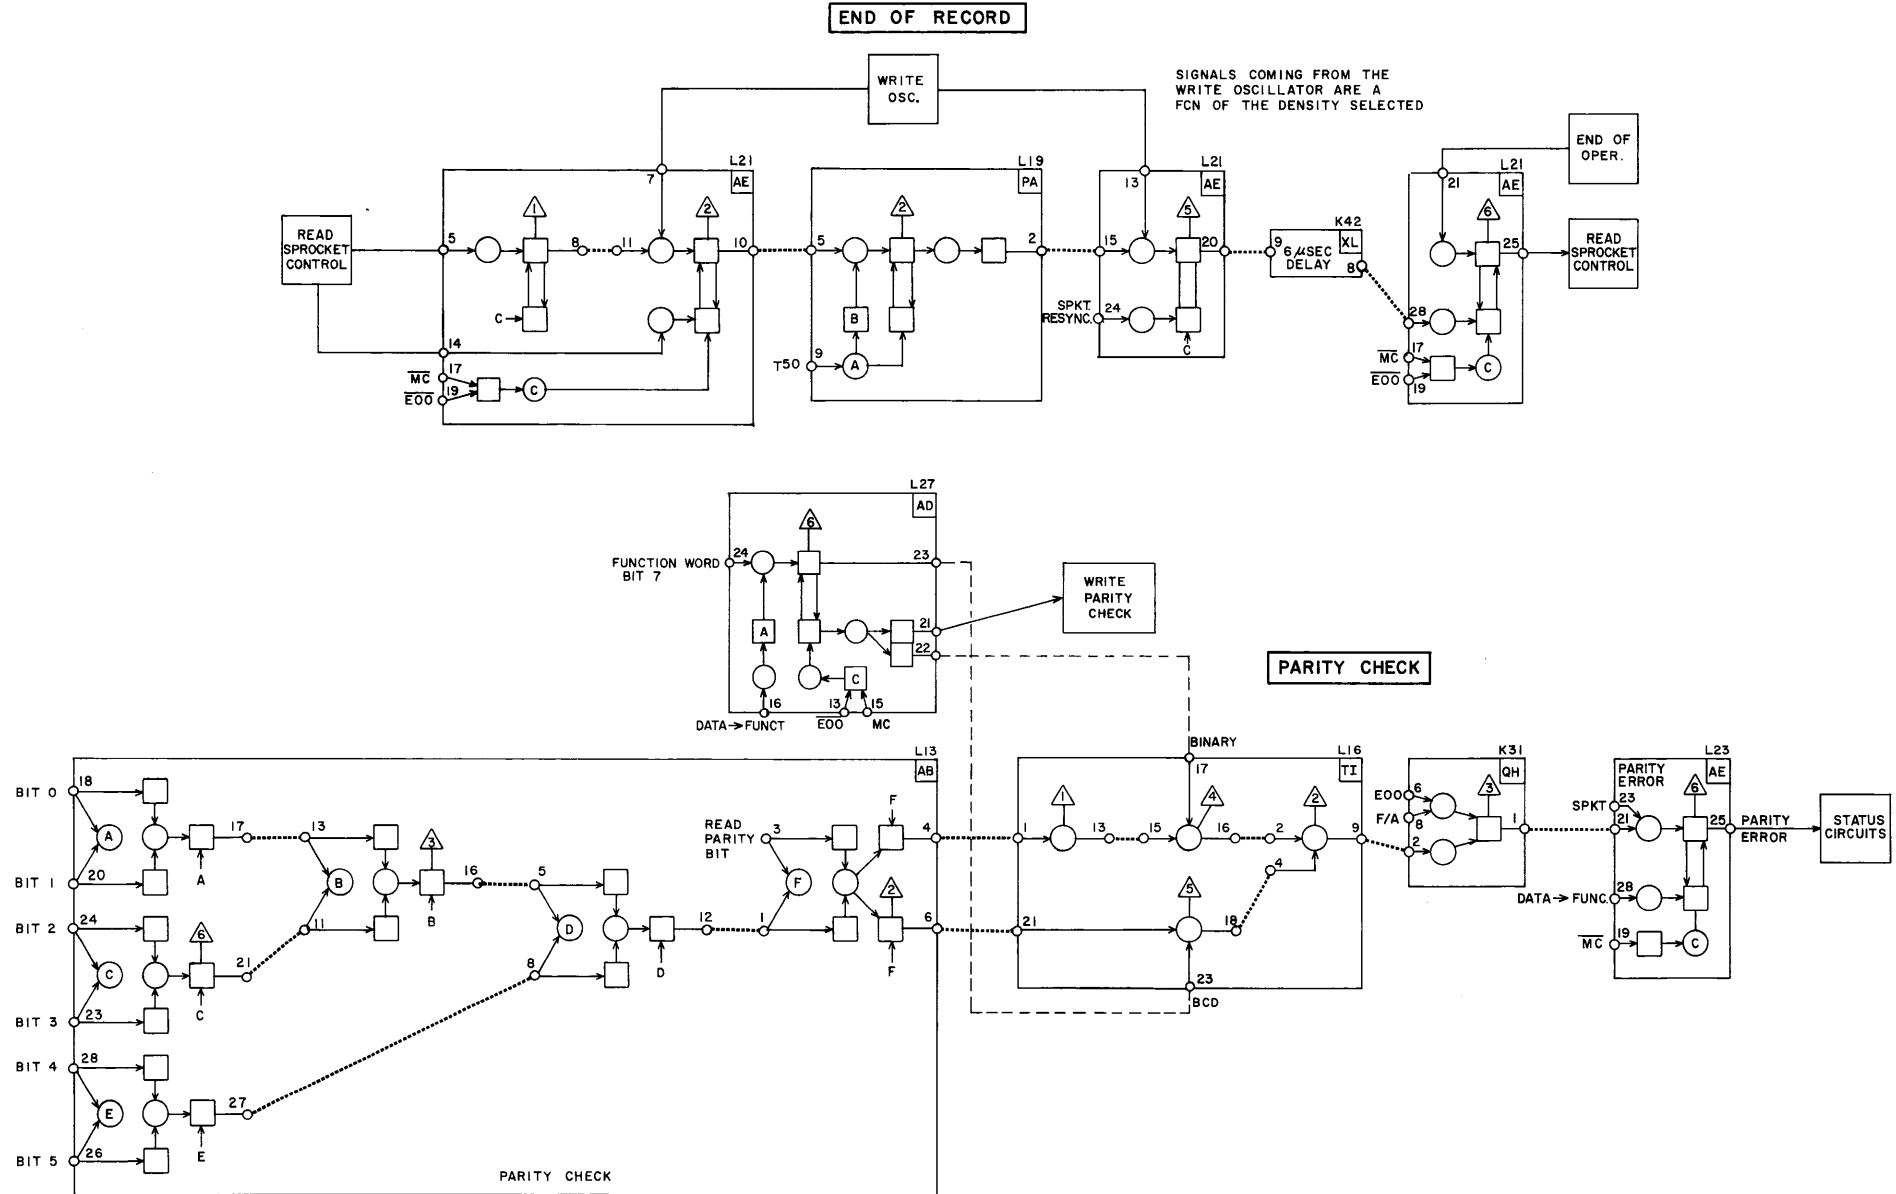 END OF RECORD
WRITE
OSC.
SIGNALS COMING FROM THE
WRITE OSCILLATOR ARE A
FCN OF THE DENSITY SELECTED
END OF
OPER.
READ
SPROCKET
CONTROL
L21
AE
7
1
2
5
8
11
10
C
14
17
MC
19
EOO
C
L19
PA
2
5
2
B
9
T50
A
L21
AE
13
5
15
20
SPKT.
RESYNC.
24
C
K42
XL
9
6 μSEC
DELAY
8
L21
AE
21
6
25
28
MC
17
C
EOO
19
READ
SPROCKET
CONTROL
L27
AD
6
FUNCTION WORD
BIT 7
24
23
A
21
22
C
16
13
15
DATA→FUNCT
EOO
MC
WRITE
PARITY
CHECK
PARITY CHECK
L13
AB
BIT 0
18
A
17
13
BIT 1
20
A
B
3
B
16
5
BIT 2
24
6
C
21
11
C
BIT 3
23
D
8
D
12
1
READ
PARITY
BIT
3
F
F
4
2
6
F
BIT 4
28
E
27
E
BIT 5
26
PARITY CHECK
BINARY
L16
TI
17
1
4
2
1
13
15
16
2
9
4
5
21
18
23
BCD
K31
QH
EOO
6
F/A
8
2
3
1
L23
AE
PARITY
ERROR
6
SPKT
23
21
25
PARITY
ERROR
DATA→FUNC.
28
MC
19
C
STATUS
CIRCUITS